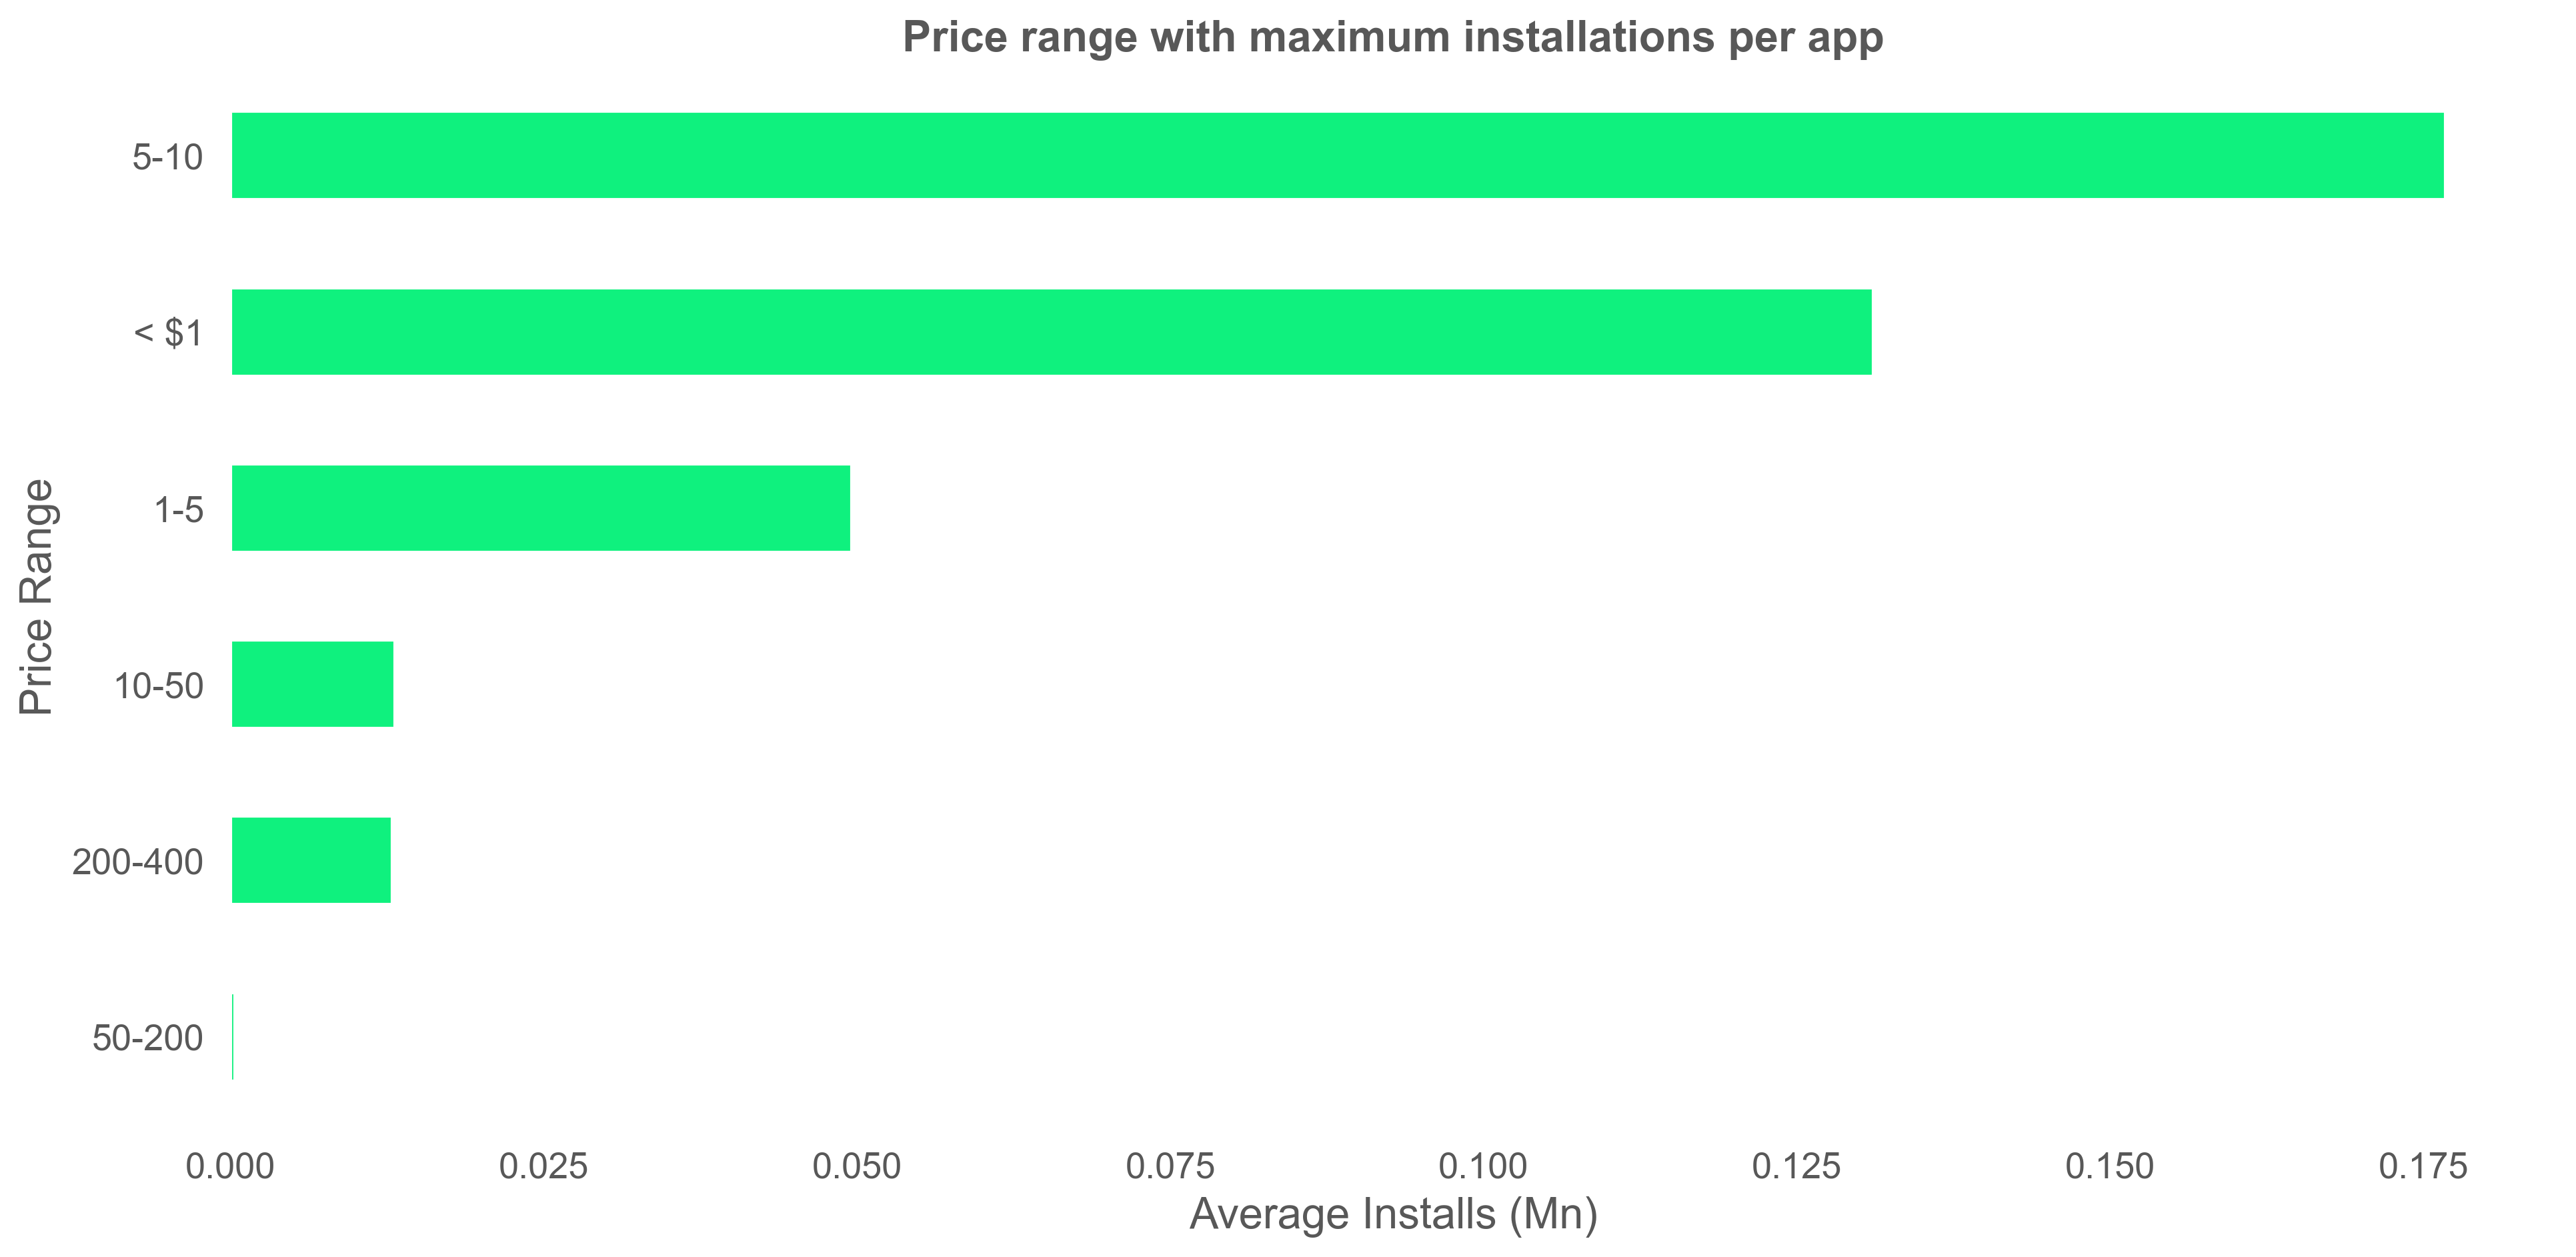 Price range with maximum installations per app
5-10
< $1
1-5
10-50
200-400
50-200
Price Range
0.000 0.025 0.050 0.075 0.100 0.125 0.150 0.175
Average Installs (Mn)